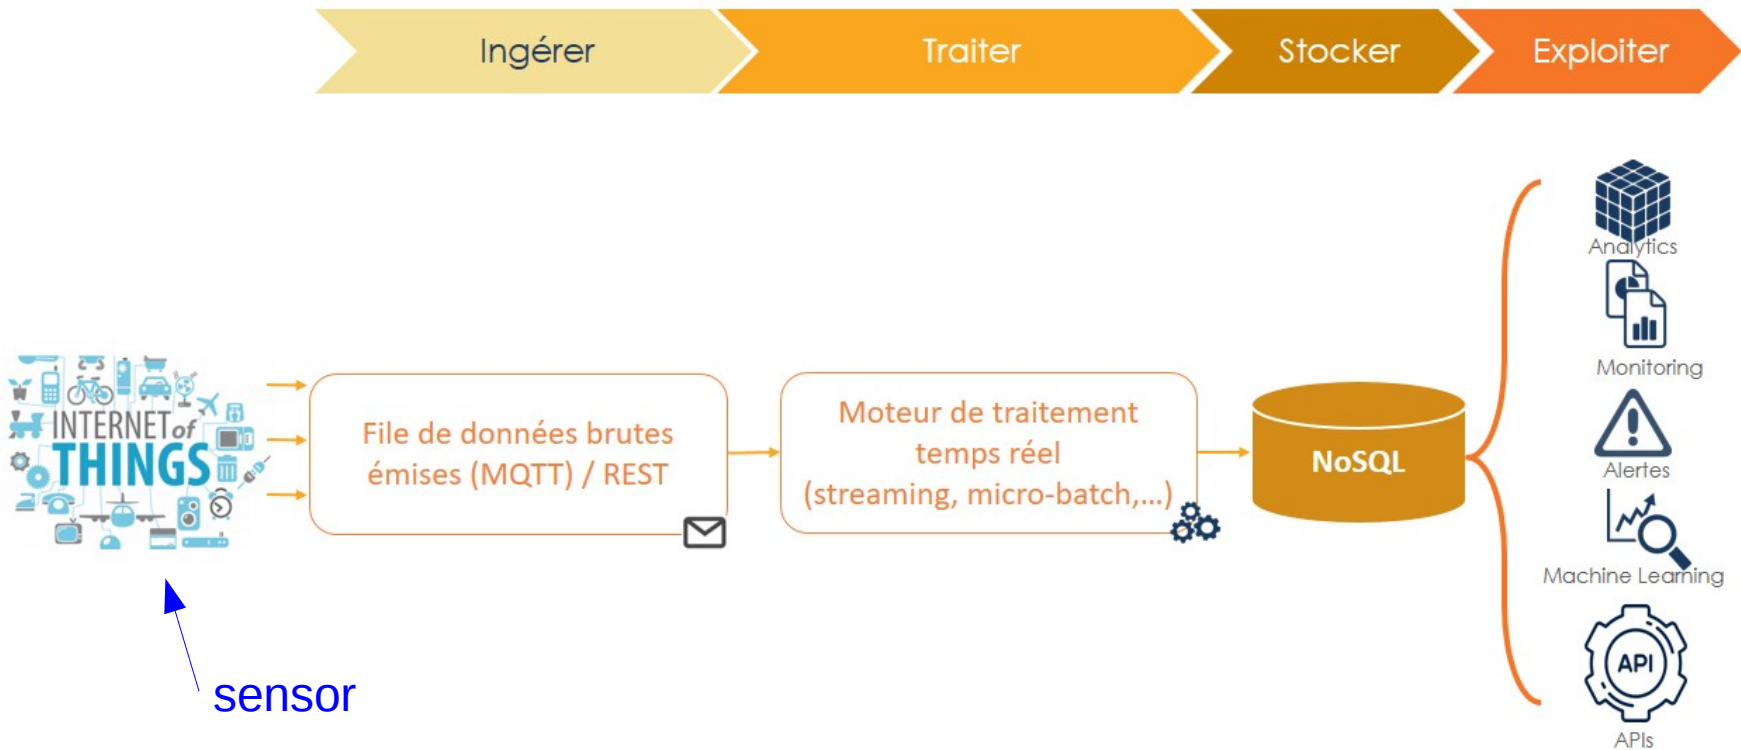 Ingérer
Traiter
Stocker
Exploiter
INTERNET of
THINGS
File de données brutes
émises (MQTT) / REST
Moteur de traitement
temps réel
(streaming, micro-batch,...)
NoSQL
Analytics
Monitoring
Alertes
Machine Learning
API
APIs
sensor